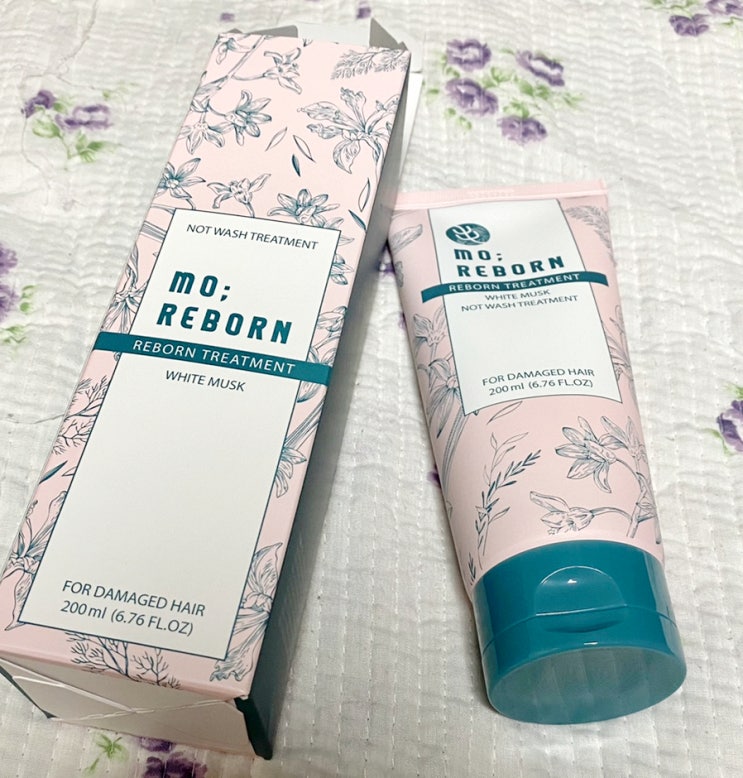 NOT WASH TREATMENT
MO;
REBORN
REBORN TREATMENT
WHITE MUSK
FOR DAMAGED HAIR
200 ml (6.76 FL.OZ)
MO;
REBORN
REBORN TREATMENT
WHITE MUSK
NOT WASH TREATMENT
FOR DAMAGED HAIR
200 ml (6.76 FL.OZ)